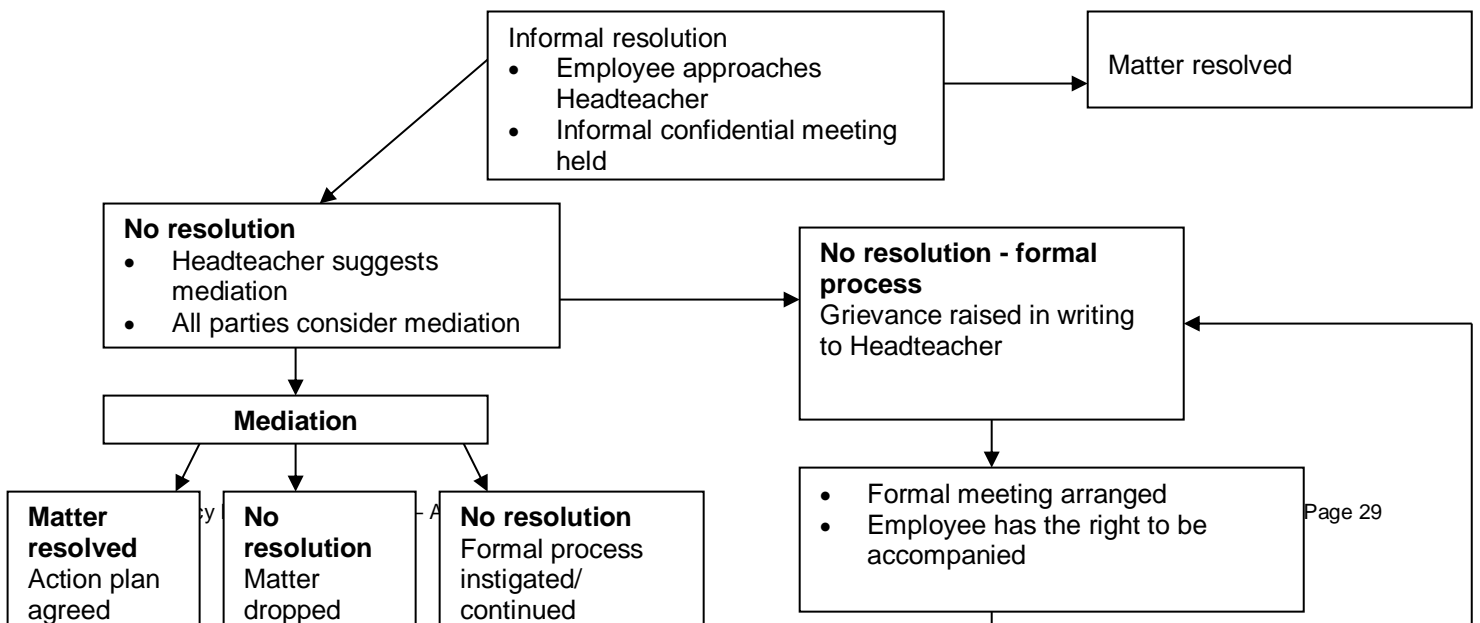 Informal resolution
• Employee approaches
Headteacher
• Informal confidential meeting
held
Matter resolved
No resolution
• Headteacher suggests
mediation
• All parties consider mediation
No resolution - formal
process
Grievance raised in writing
to Headteacher
Mediation
Matter
resolved
Action plan
agreed
No
resolution
Matter
dropped
No resolution
Formal process
instigated/
continued
• Formal meeting arranged
• Employee has the right to be
accompanied
Page 29